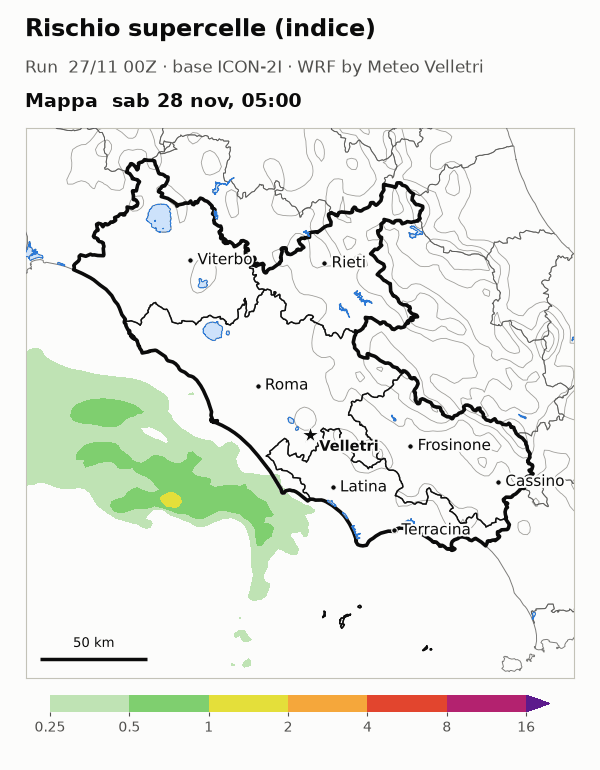 Rischio supercelle (indice)
Run  27/11 00Z · base ICON-2I · WRF by Meteo Velletri
Mappa  sab 28 nov, 05:00
Viterbo
Rieti
Roma
Velletri
Frosinone
Cassino
Latina
Terracina
50 km
0.25 0.5 1 2 4 8 16